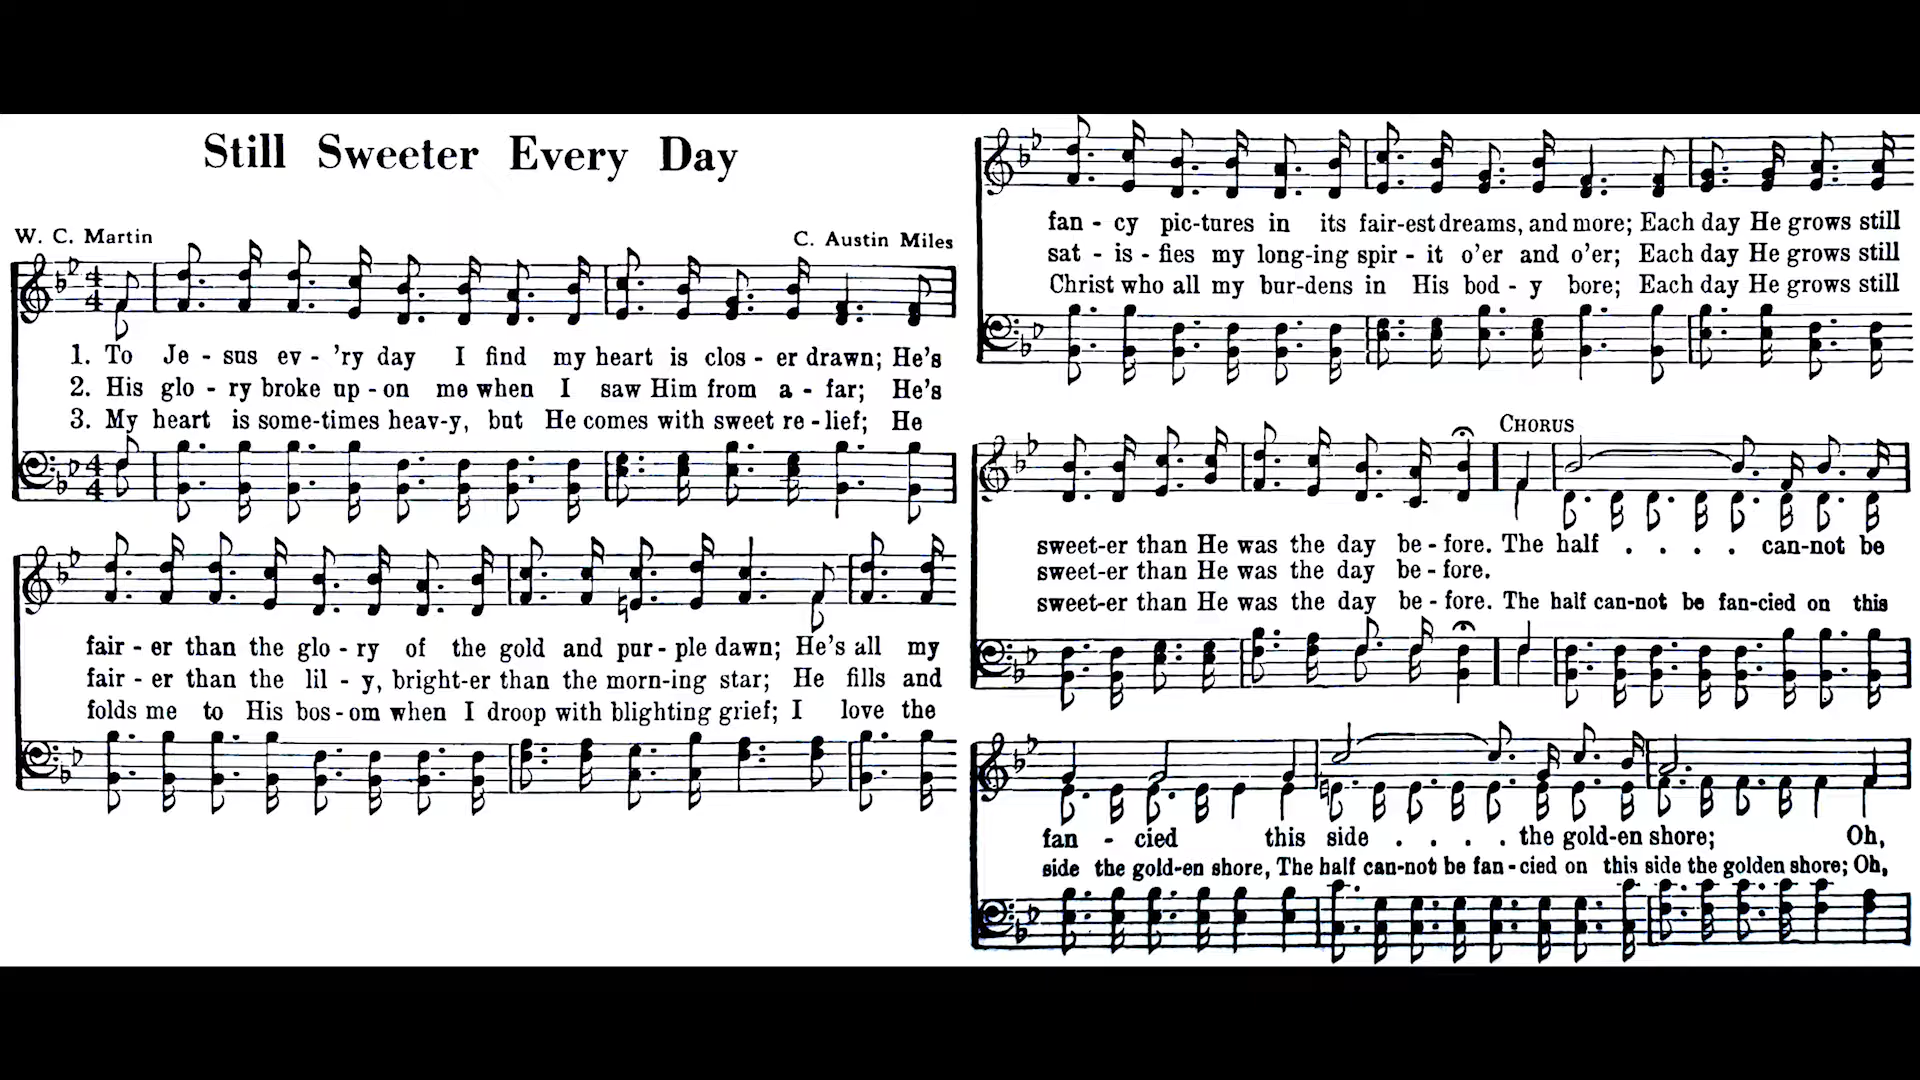 Still Sweeter Every Day
W. C. Martin
C. Austin Miles
1. To Je - sus ev - 'ry day I find my heart is clos - er drawn; He's
2. His glo - ry broke up - on me when I saw Him from a - far; He's
3. My heart is some-times heav-y, but He comes with sweet re - lief; He
fair - er than the glo - ry of the gold and pur - ple dawn; He's all my
fair - er than the lil - y, bright-er than the morn-ing star; He fills and
folds me to His bos-om when I droop with blighting grief; I love the
fan - cy pic-tures in its fair-est dreams, and more; Each day He grows still
sat - is - fies my long-ing spir - it o'er and o'er; Each day He grows still
Christ who all my bur-dens in His bod - y bore; Each day He grows still
CHORUS
sweet-er than He was the day be - fore. The half . . . . can-not be
sweet-er than He was the day be - fore.
sweet-er than He was the day be - fore. The half can-not be fan-cied on this
fan - cied this side . . . . the gold-en shore; Oh,
side the gold-en shore, The half can-not be fan-cied on this side the golden shore; Oh,